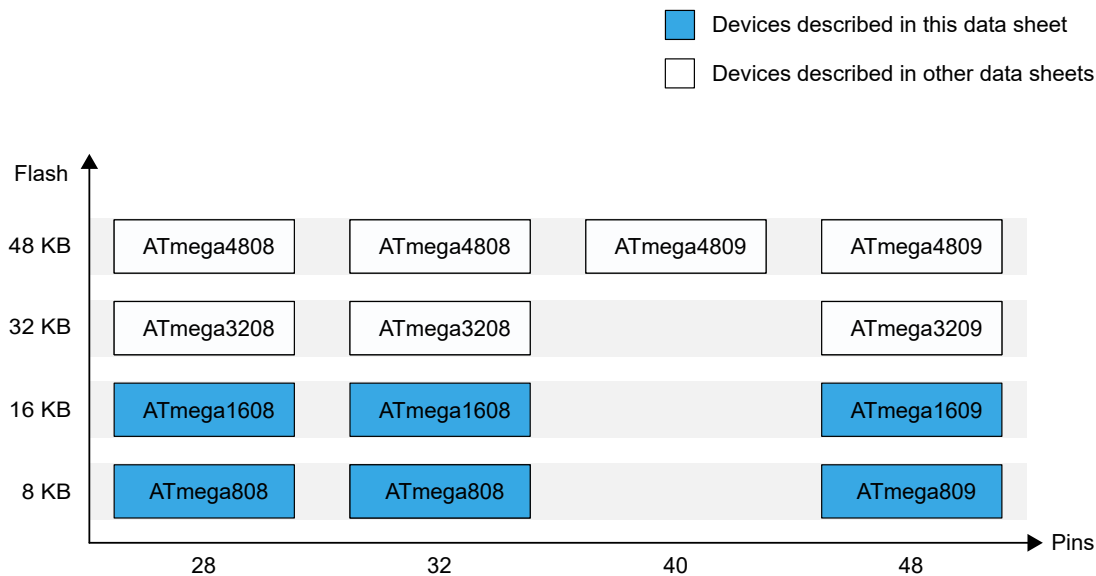 Devices described in this data sheet
Devices described in other data sheets
Flash
48 KB ATmega4808 ATmega4808 ATmega4809 ATmega4809
32 KB ATmega3208 ATmega3208 ATmega3209
16 KB ATmega1608 ATmega1608 ATmega1609
8 KB ATmega808 ATmega808 ATmega809
Pins
28 32 40 48